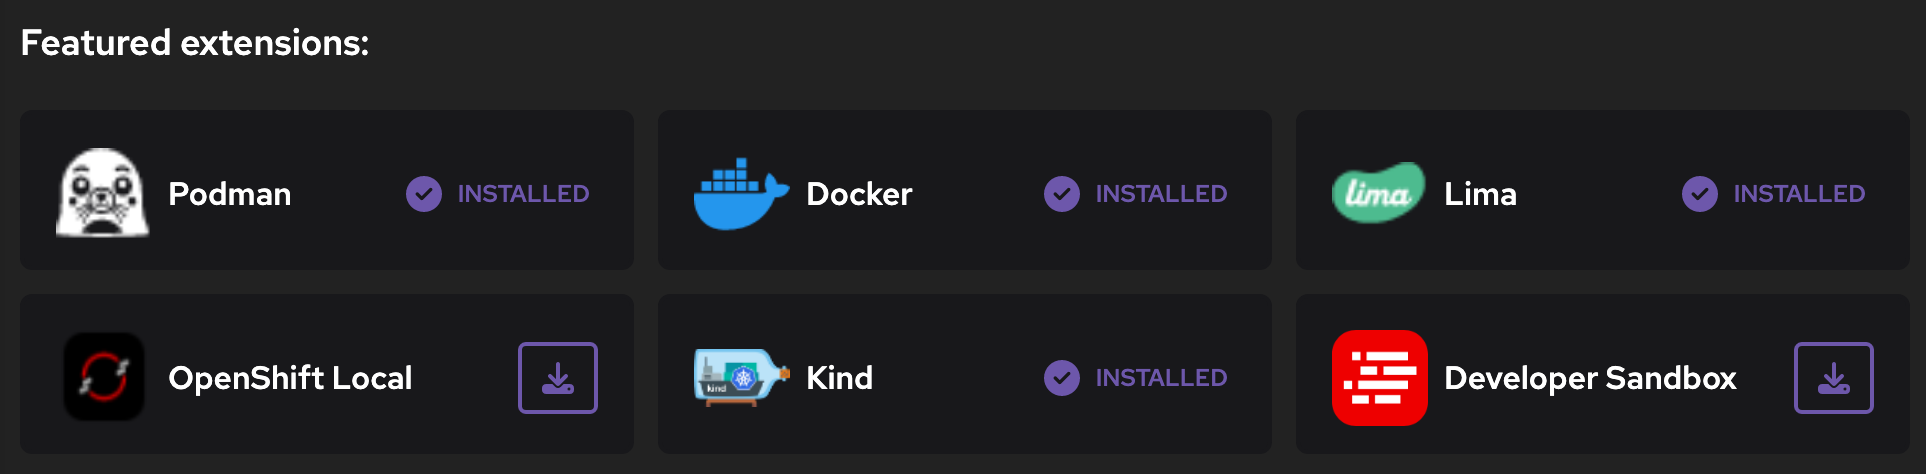 Featured extensions:
Podman
INSTALLED
Docker
INSTALLED
lima
Lima
INSTALLED
OpenShift Local
kind
Kind
INSTALLED
Developer Sandbox